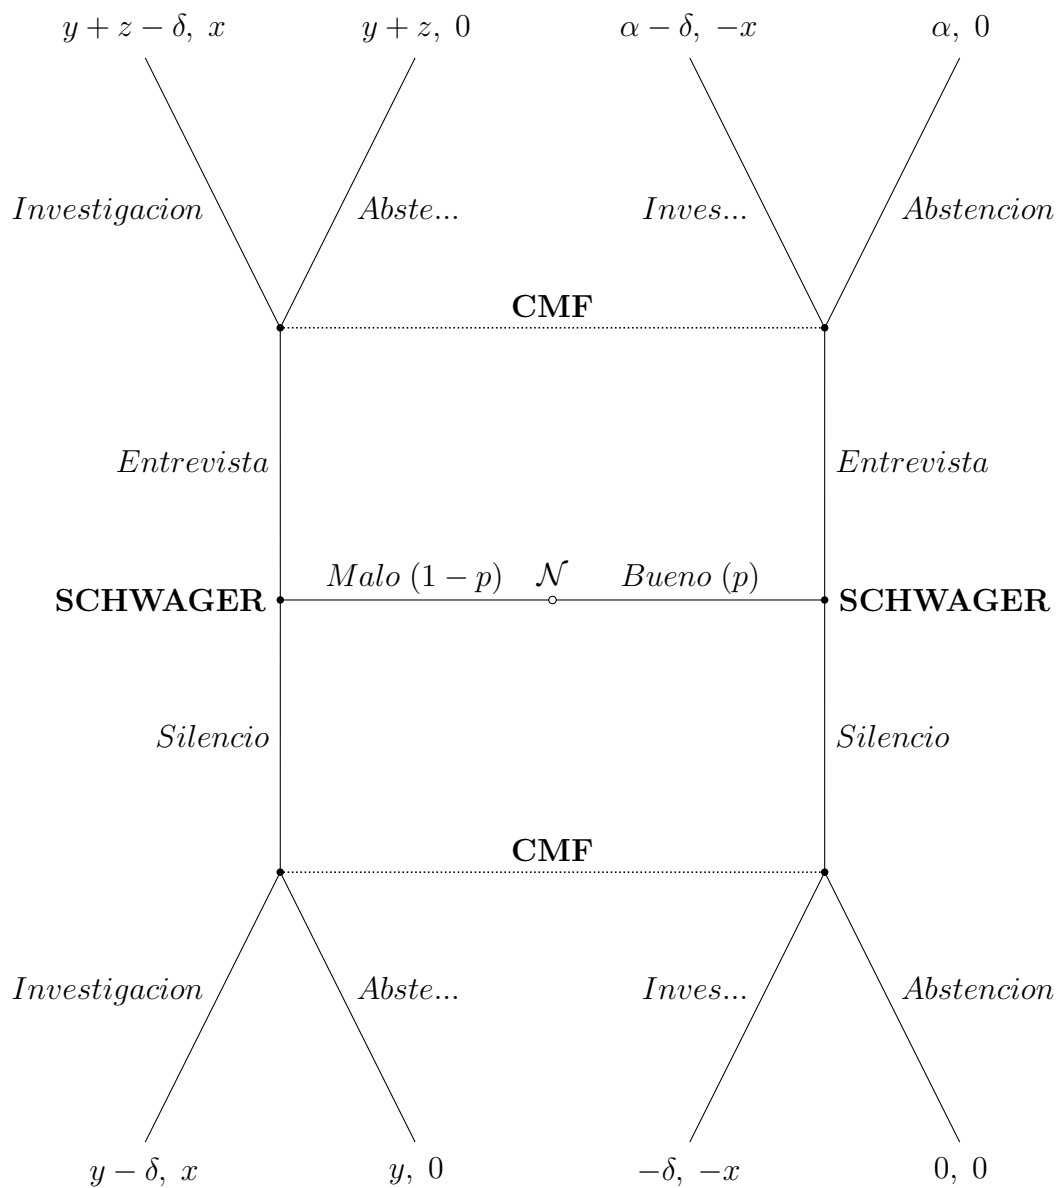 y + z − δ, x
y + z, 0
α − δ, −x
α, 0
Investigacion
Abste...
Inves...
Abstencion
CMF
Entrevista
Entrevista
Malo (1 − p)
𝒩
Bueno (p)
SCHWAGER
SCHWAGER
Silencio
Silencio
CMF
Investigacion
Abste...
Inves...
Abstencion
y − δ, x
y, 0
−δ, −x
0, 0